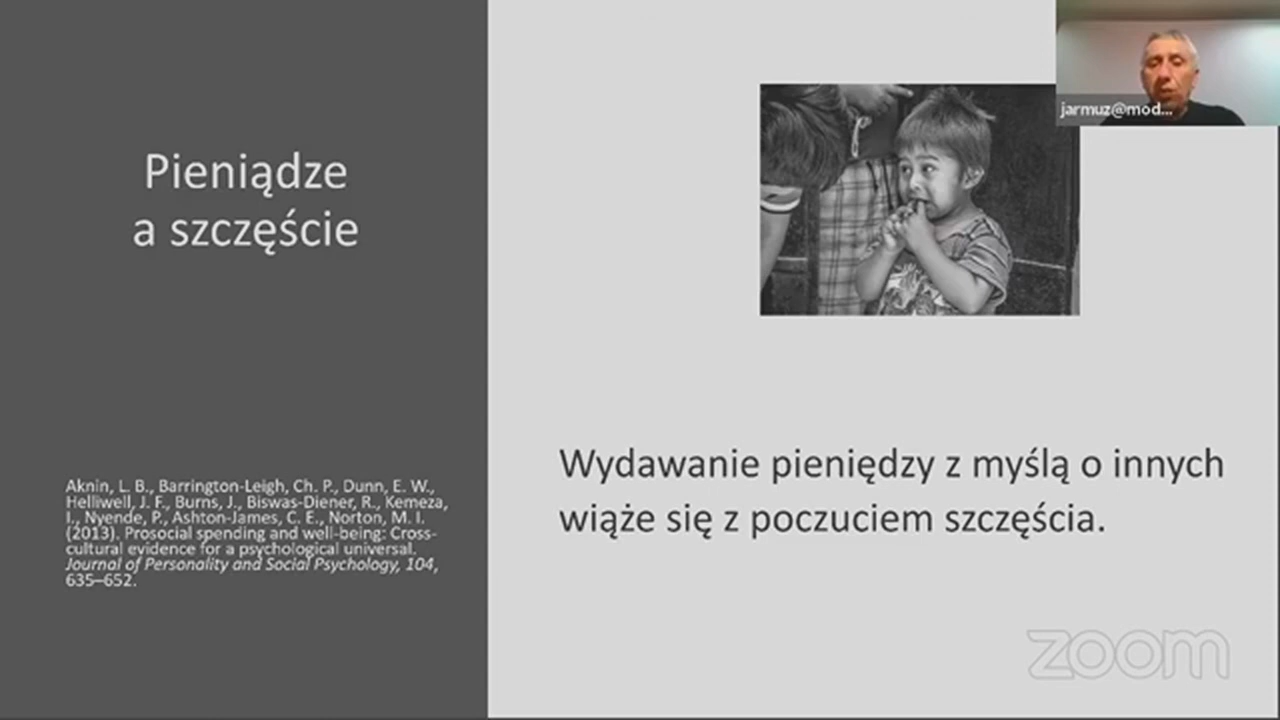 Pieniądze
a szczęście
Aknin, L. B., Barrington-Leigh, Ch. P., Dunn, E. W.,
Helliwell, J. F., Burns, J., Biswas-Diener, R., Kemeza,
I., Nyende, P., Ashton-James, C. E., Norton, M. I.
(2013). Prosocial spending and well-being: Cross-
cultural evidence for a psychological universal.
Journal of Personality and Social Psychology, 104,
635–652.
jarmuz@mod...
Wydawanie pieniędzy z myślą o innych
wiąże się z poczuciem szczęścia.
zoom